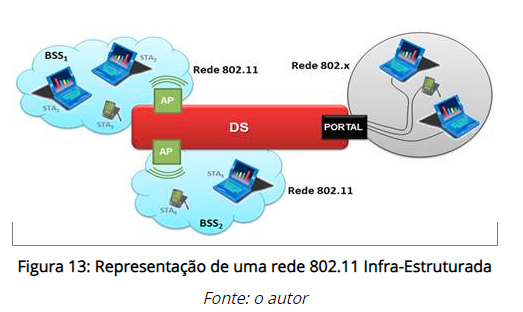 BSS1
STA2
Rede 802.11
Rede 802.x
STA1
STA3
AP
DS
PORTAL
AP
STA5
Rede 802.11
STA4
BSS2
Figura 13: Representação de uma rede 802.11 Infra-Estruturada
Fonte: o autor